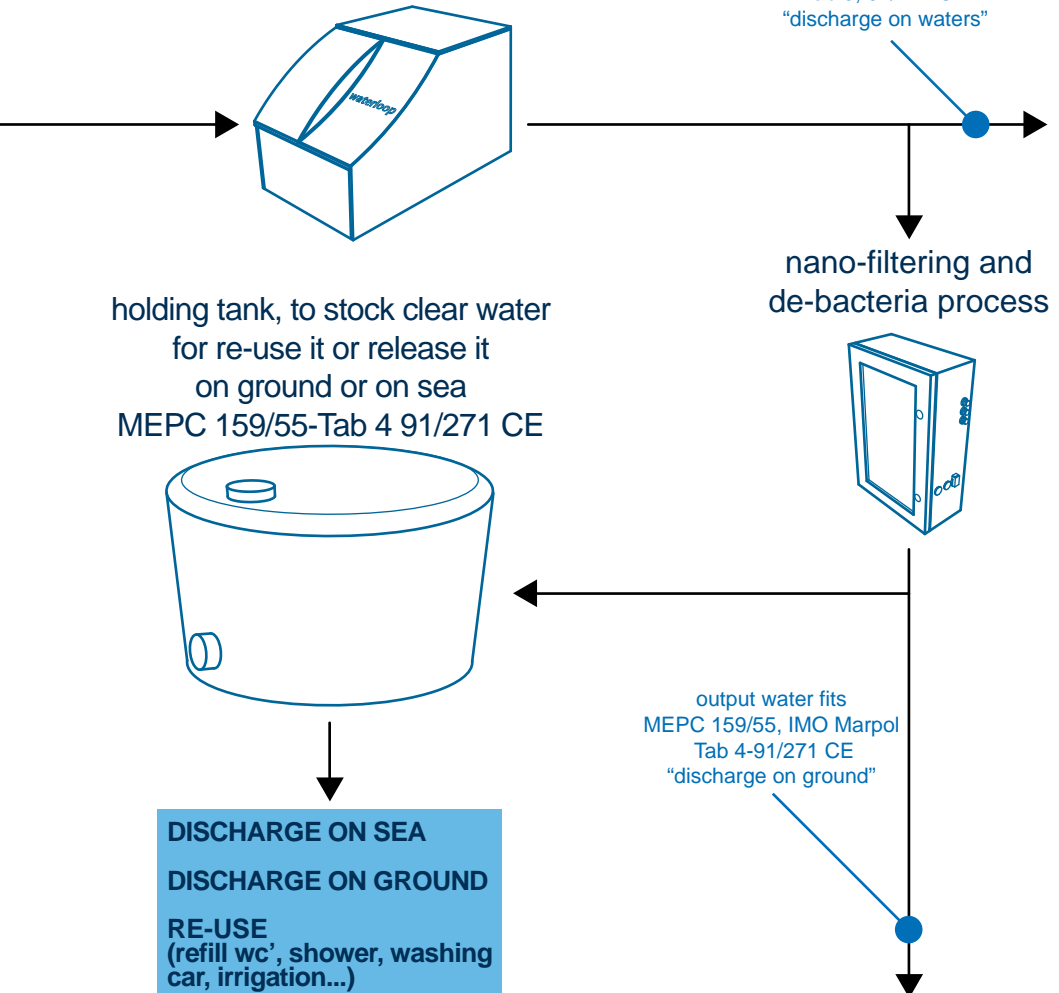 “discharge on waters”
waterloop
nano-filtering and
de-bacteria process
holding tank, to stock clear water
for re-use it or release it
on ground or on sea
MEPC 159/55-Tab 4 91/271 CE
output water fits
MEPC 159/55, IMO Marpol
Tab 4-91/271 CE
“discharge on ground”
DISCHARGE ON SEA
DISCHARGE ON GROUND
RE-USE
(refill wc’, shower, washing
car, irrigation...)